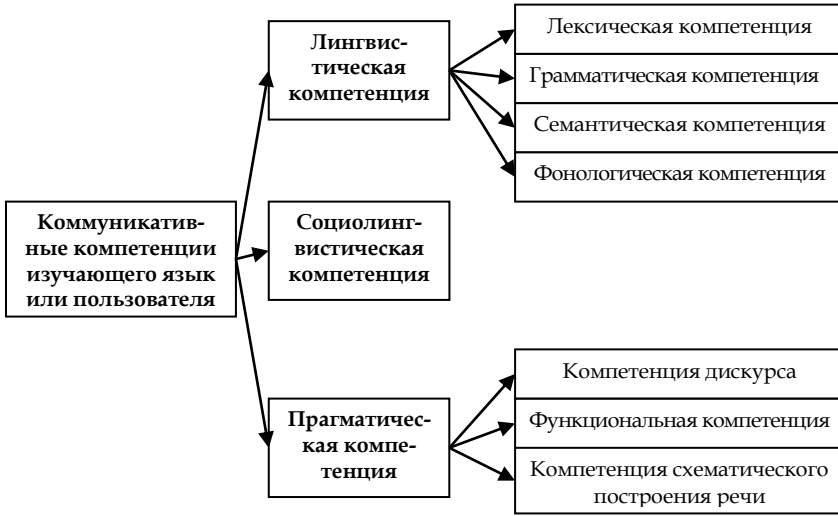 Коммуникатив-
ные компетенции
изучающего язык
или пользователя
Лингвис-
тическая
компетенция
Лексическая компетенция
Грамматическая компетенция
Семантическая компетенция
Фонологическая компетенция
Социолинг-
вистическая
компетенция
Прагматичес-
кая компе-
тенция
Компетенция дискурса
Функциональная компетенция
Компетенция схематического
построения речи